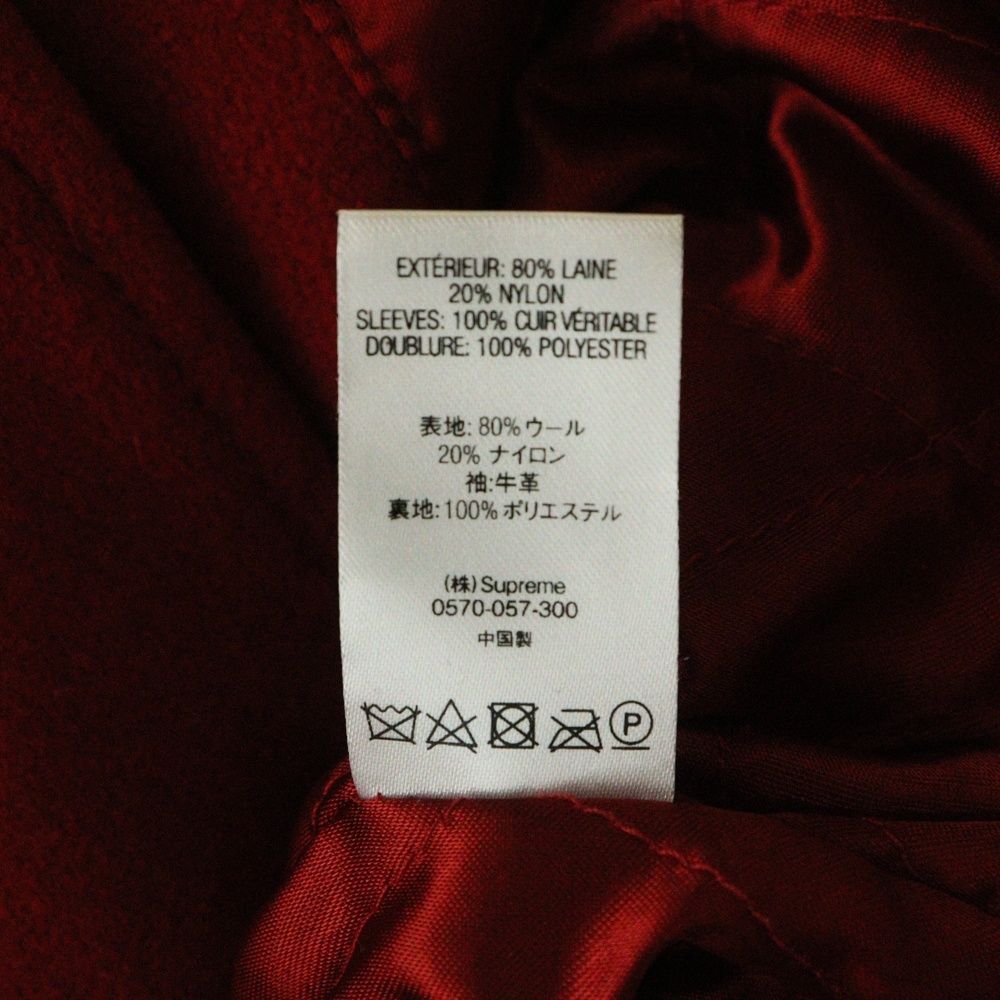 EXTÉRIEUR: 80% LAINE
20% NYLON
SLEEVES: 100% CUIR VÉRITABLE
DOUBLURE: 100% POLYESTER
表地: 80%ウール
20% ナイロン
袖:牛革
裏地:100%ポリエステル
(株)Supreme
0570-057-300
中国製
P